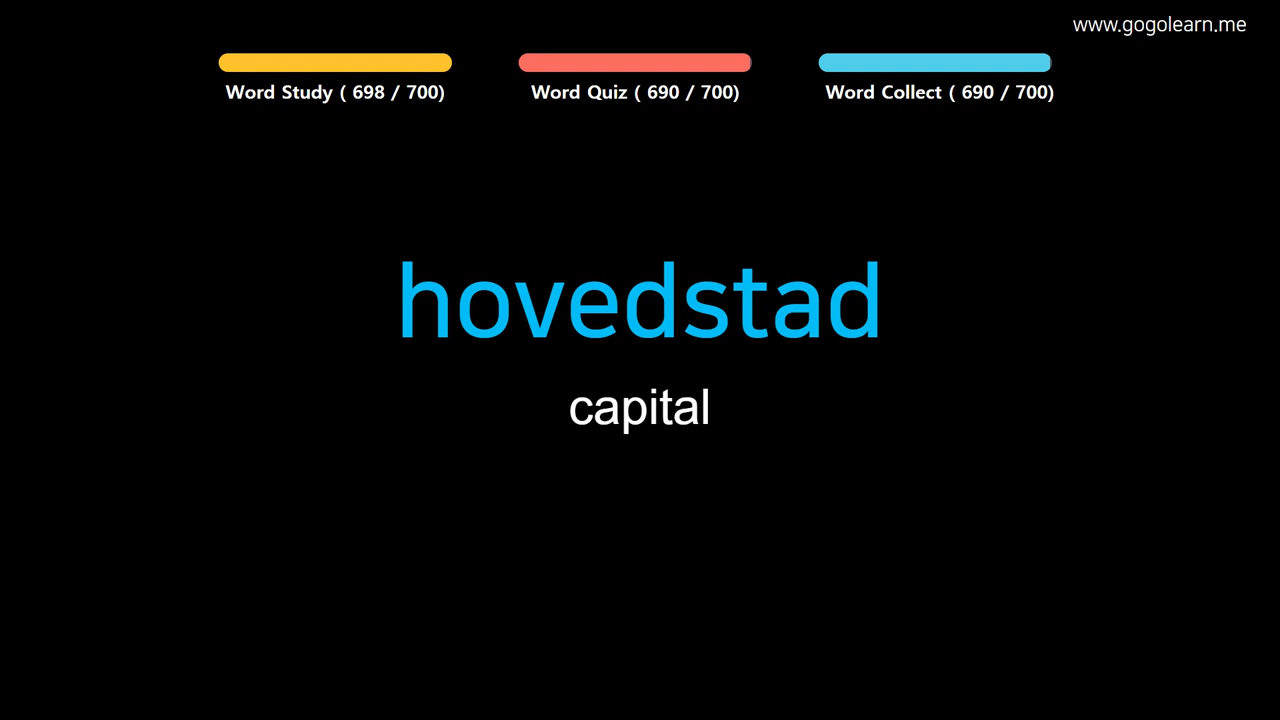 www.gogolearn.me
Word Study ( 698 / 700)
Word Quiz ( 690 / 700)
Word Collect ( 690 / 700)
hovedstad
capital